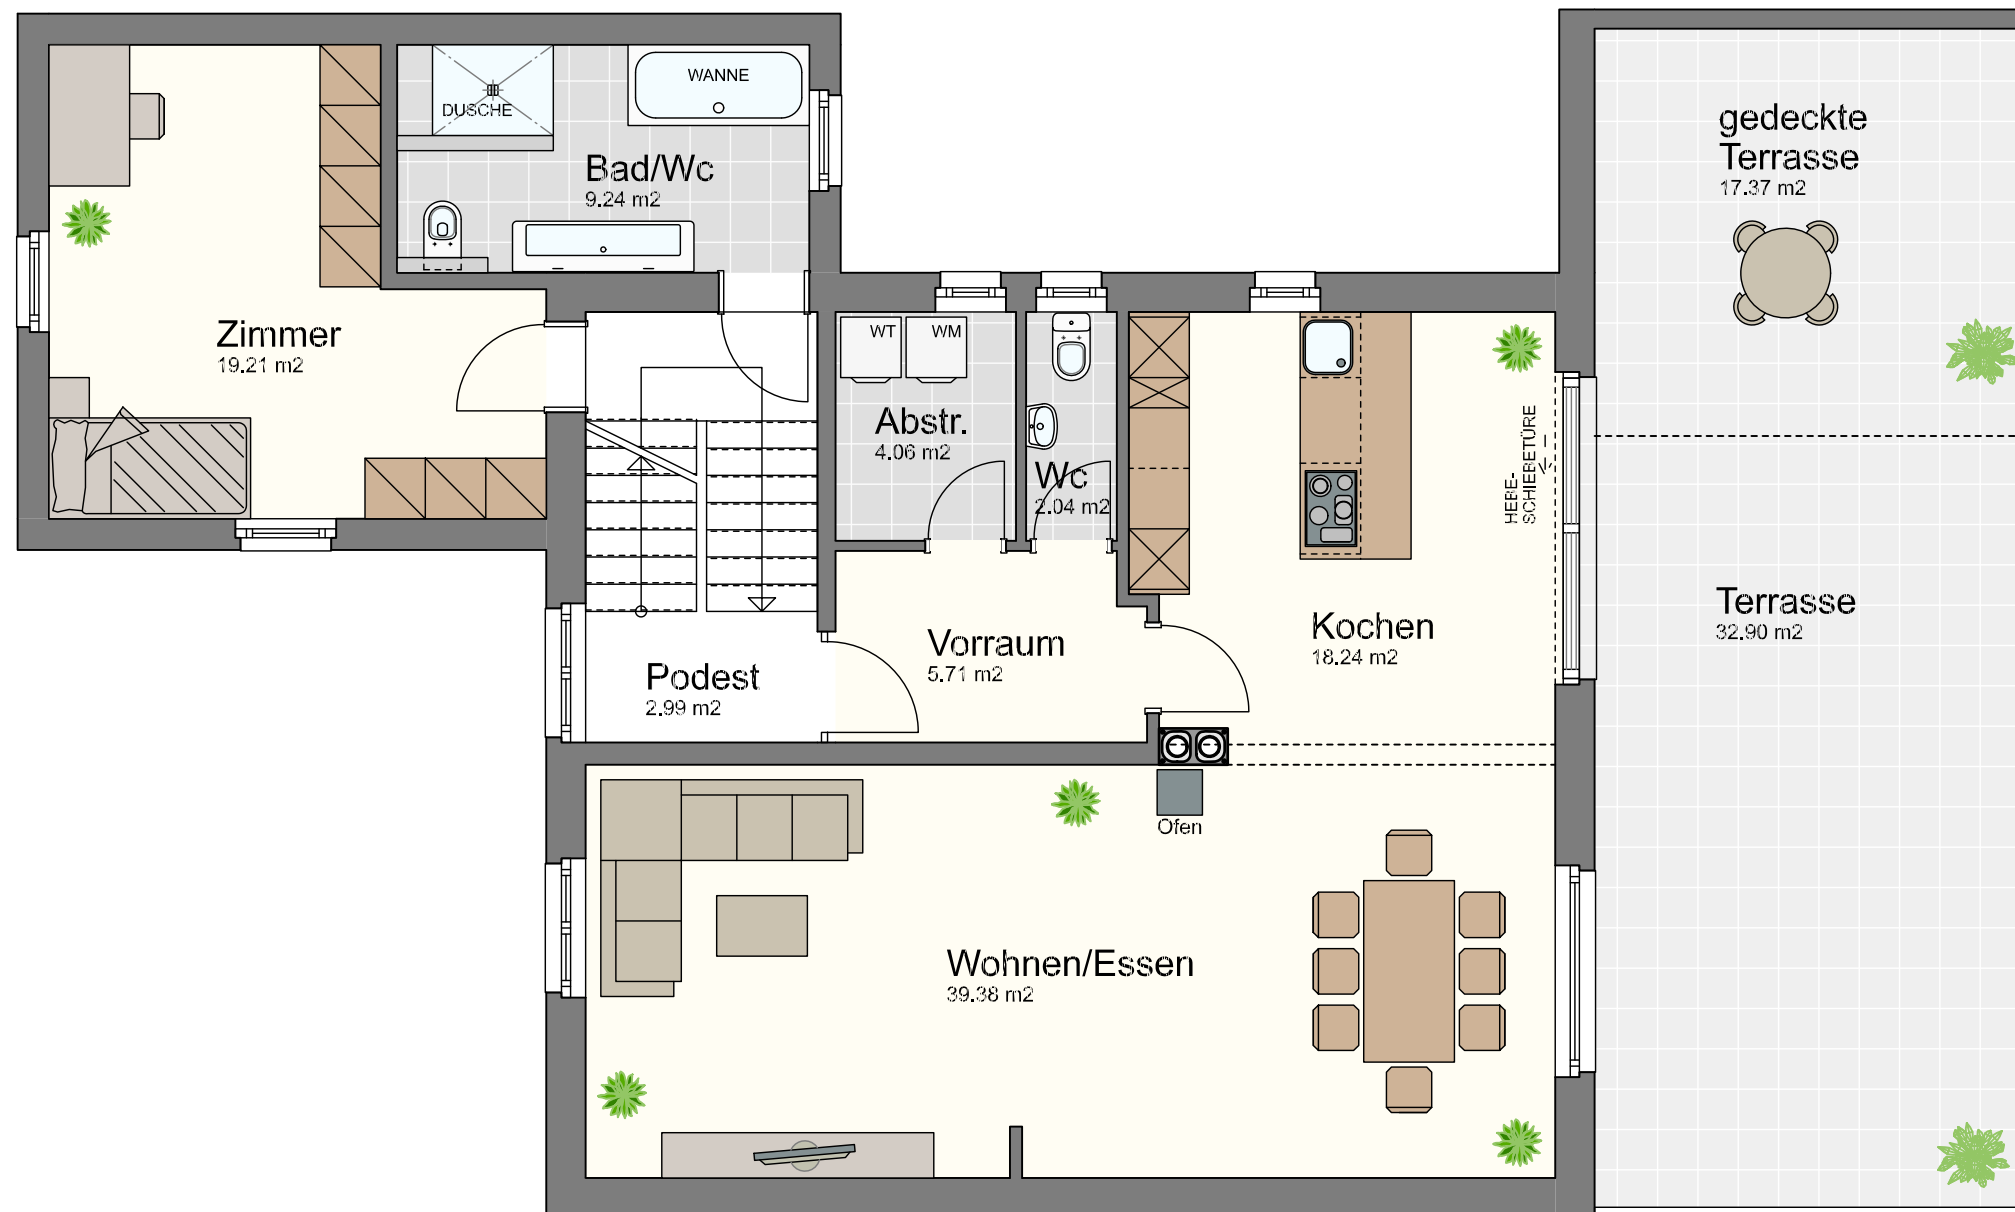 WANNE
DUSCHE
Bad/Wc
9.24 m2
gedeckte
Terrasse
17.37 m2
Zimmer
19.21 m2
WT
WM
Abstr.
4.06 m2
Wc
2.04 m2
HEBE-
SCHIEBETÜRE
Kochen
18.24 m2
Terrasse
32.90 m2
Vorraum
5.71 m2
Podest
2.99 m2
Ofen
Wohnen/Essen
39.38 m2